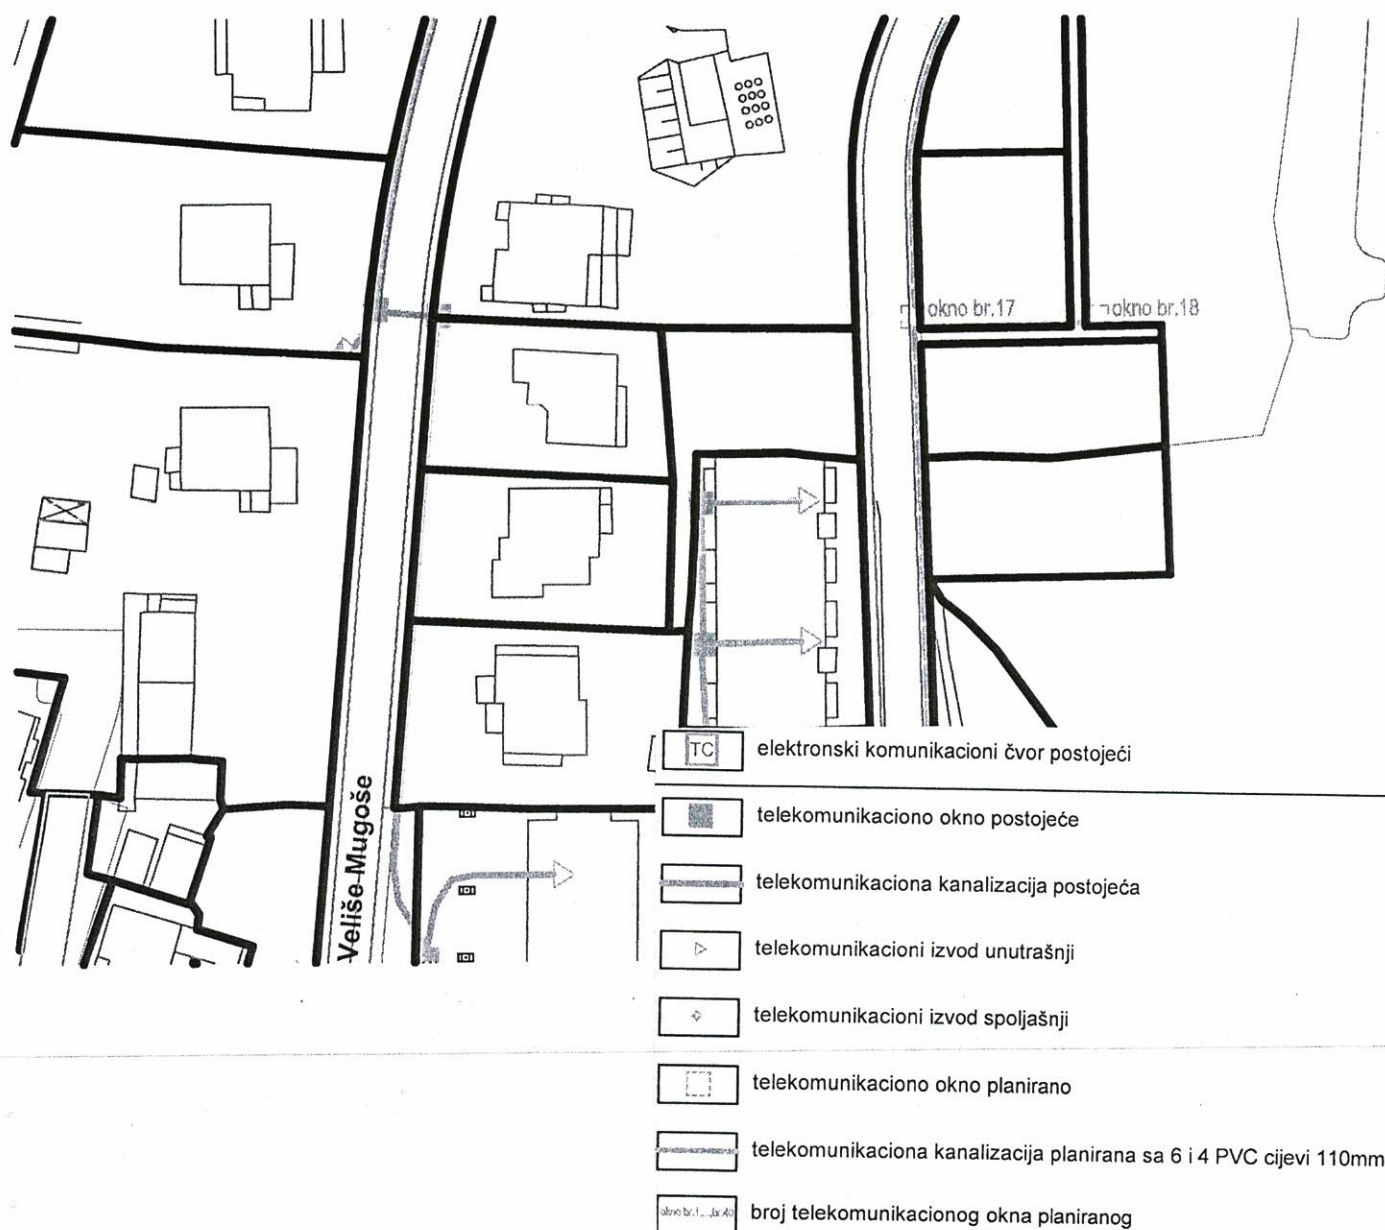 okno br.17
okno br.18
Veliše Mugoše
TC
elektronski komunikacioni čvor postojeći
telekomunikaciono okno postojeće
telekomunikaciona kanalizacija postojeća
telekomunikacioni izvod unutrašnji
telekomunikacioni izvod spoljašnji
telekomunikaciono okno planirano
telekomunikaciona kanalizacija planirana sa 6 i 4 PVC cijevi 110mm
broj telekomunikacionog okna planiranog